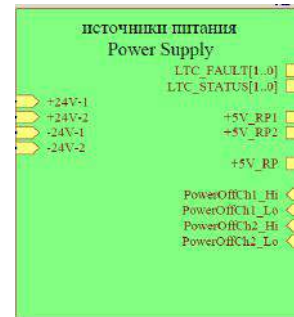 источники питания
Power Supply
LTC_FAULT[1..0]
LTC_STATUS[1..0]
+24V-1
+24V-2
-24V-1
-24V-2
+5V_RP1
+5V_RP2
+5V_RP
PowerOffCh1_Hi
PowerOffCh1_Lo
PowerOffCh2_Hi
PowerOffCh2_Lo